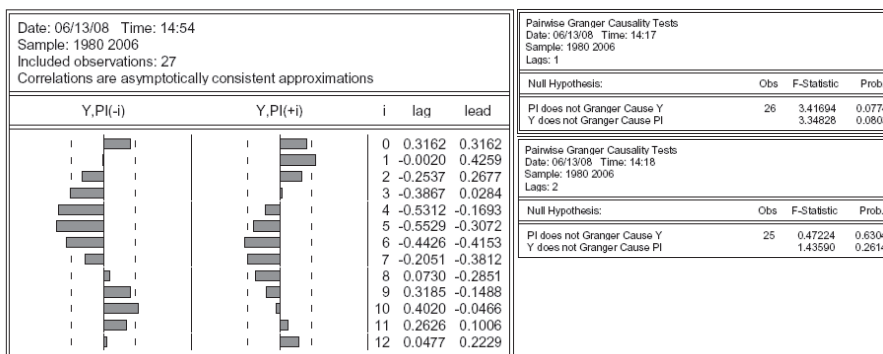 Date: 06/13/08 Time: 14:54
Sample: 1980 2006
Included observations: 27
Correlations are asymptotically consistent approximations
Y,PI(-i) Y,PI(+i) i lag lead
0 0.3162 0.3162
1 -0.0020 0.4259
2 -0.2537 0.2677
3 -0.3867 0.0284
4 -0.5312 -0.1693
5 -0.5529 -0.3072
6 -0.4426 -0.4153
7 -0.2051 -0.3812
8 0.0730 -0.2851
9 0.3185 -0.1488
10 0.4020 -0.0466
11 0.2626 0.1006
12 0.0477 0.2229
Pairwise Granger Causality Tests
Date: 06/13/08 Time: 14:17
Sample: 1980 2006
Lags: 1
Null Hypothesis: Obs F-Statistic Prob.
PI does not Granger Cause Y 26 3.41694
Y does not Granger Cause PI 3.34828
Pairwise Granger Causality Tests
Date: 06/13/08 Time: 14:18
Sample: 1980 2006
Lags: 2
Null Hypothesis: Obs F-Statistic Prob.
PI does not Granger Cause Y 25 0.47224
Y does not Granger Cause PI 1.43590